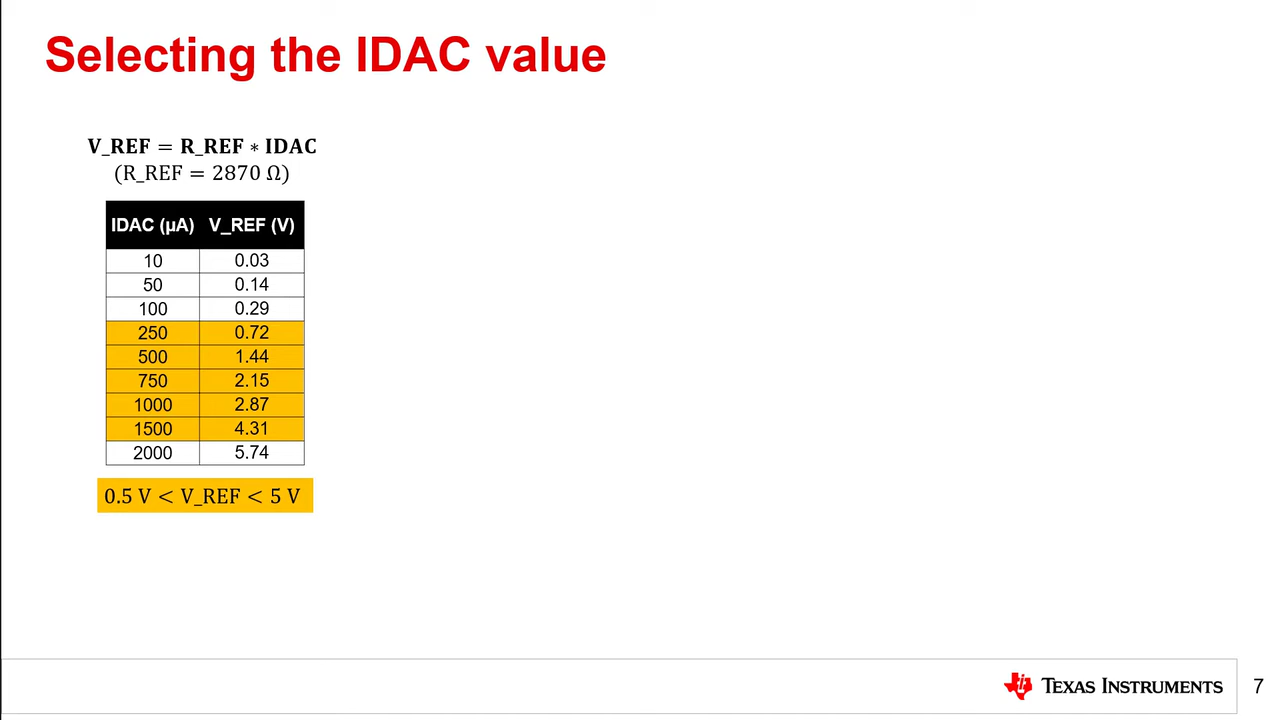 Selecting the IDAC value
V_REF = R_REF ∗ IDAC
(R_REF = 2870 Ω)
IDAC (µA) V_REF (V)
10 0.03
50 0.14
100 0.29
250 0.72
500 1.44
750 2.15
1000 2.87
1500 4.31
2000 5.74
0.5 V < V_REF < 5 V
TEXAS INSTRUMENTS
7